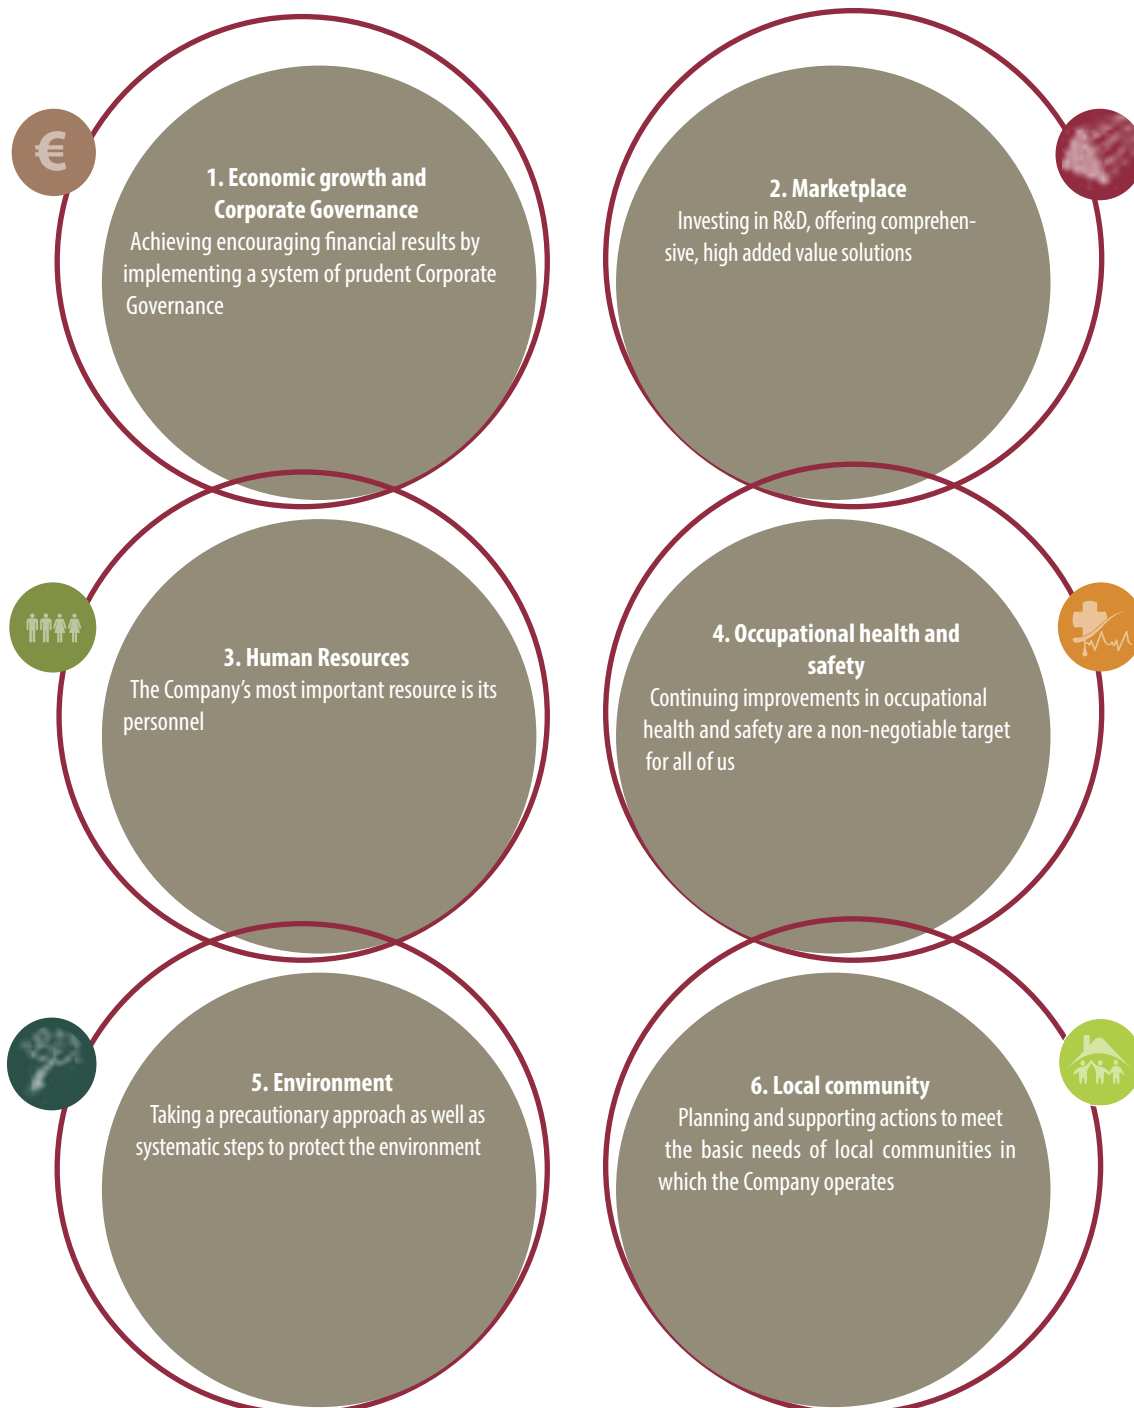 €
1. Economic growth and
Corporate Governance
Achieving encouraging financial results by
implementing a system of prudent Corporate
Governance
2. Marketplace
Investing in R&D, offering comprehen-
sive, high added value solutions
3. Human Resources
The Company’s most important resource is its
personnel
4. Occupational health and
safety
Continuing improvements in occupational
health and safety are a non-negotiable target
for all of us
5. Environment
Taking a precautionary approach as well as
systematic steps to protect the environment
6. Local community
Planning and supporting actions to meet
the basic needs of local communities in
which the Company operates